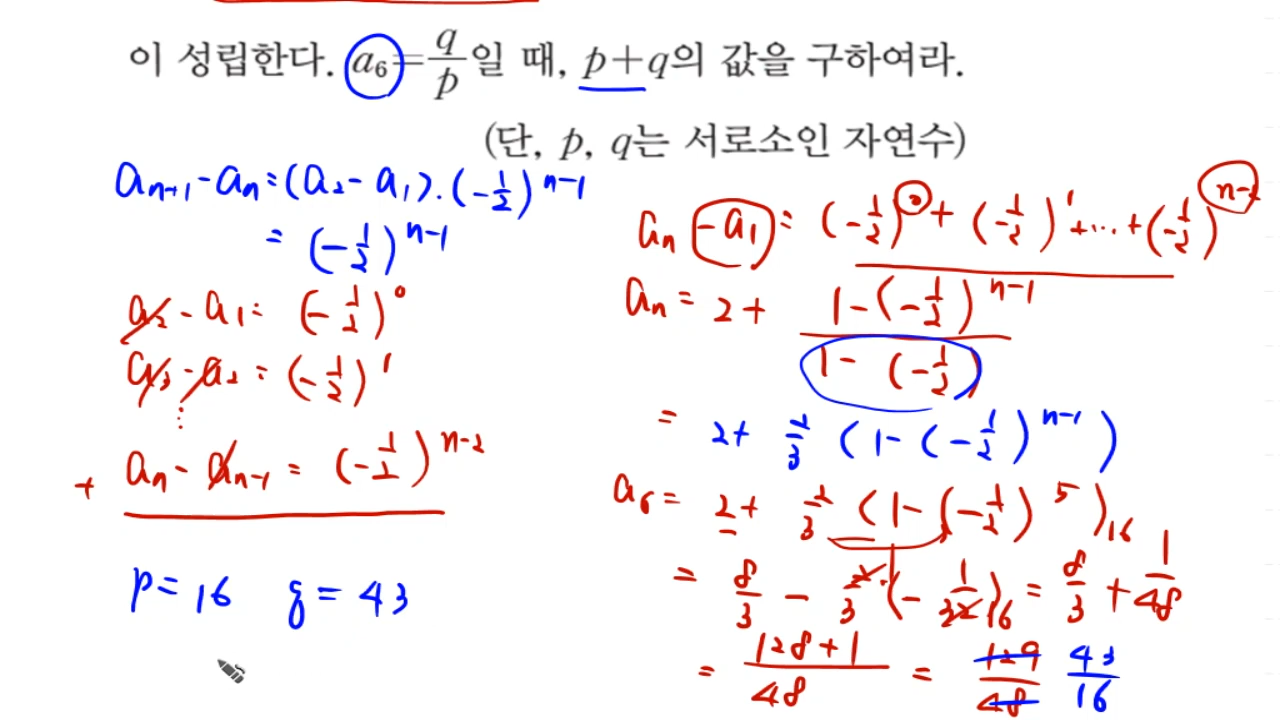 이 성립한다. a₆=q/p일 때, p+q의 값을 구하여라.
(단, p, q는 서로소인 자연수)
aₙ₊₁-aₙ=(a₂-a₁)·(-1/2)ⁿ⁻¹
=(-1/2)ⁿ⁻¹
a₂-a₁=(-1/2)⁰
a₃-a₂=(-1/2)¹
⋮
+ aₙ-aₙ₋₁=(-1/2)ⁿ⁻²
p=16 q=43
aₙ-a₁=(-1/2)⁰+(-1/2)¹+⋯+(-1/2)ⁿ⁻²
aₙ=2+(1-(-1/2)ⁿ⁻¹)/(1-(-1/2))
=2+2/3(1-(-1/2)ⁿ⁻¹)
a₆=2+2/3(1-(-1/2)⁵)16
=8/3-2/3·(-1/32)16=8/3+1/48
=(128+1)/48=129/48 43/16